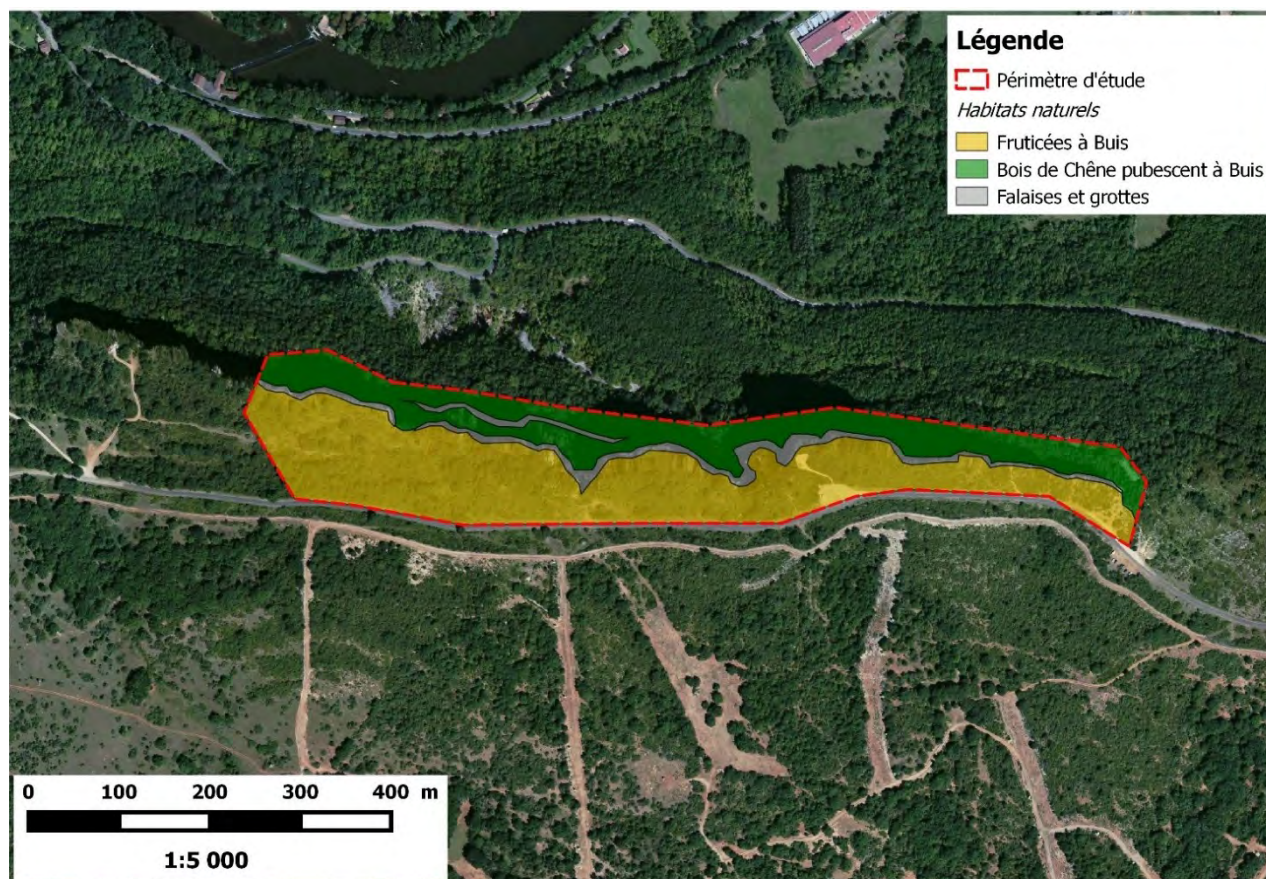 Légende
Périmètre d'étude
Habitats naturels
Fruticées à Buis
Bois de Chêne pubescent à Buis
Falaises et grottes
0 100 200 300 400 m
1:5 000